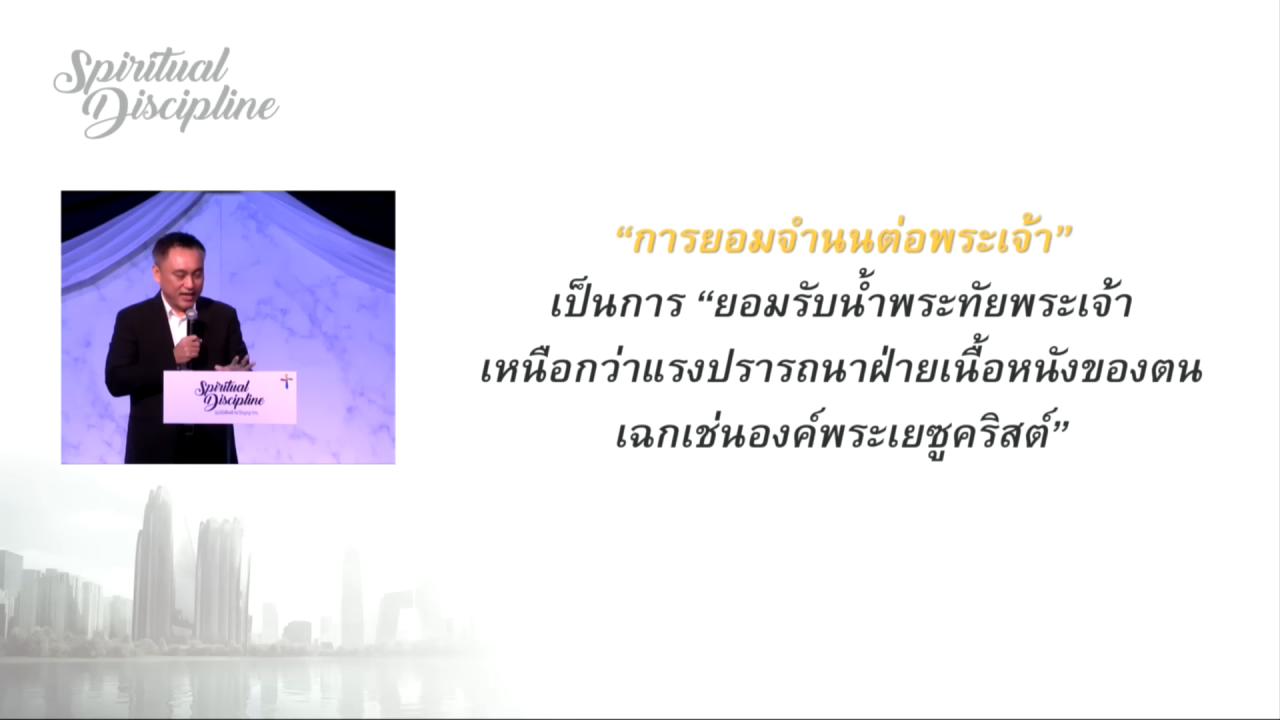 Spiritual
Discipline
“การยอมจำนนต่อพระเจ้า”
เป็นการ “ยอมรับน้ำพระทัยพระเจ้า
เหนือกว่าแรงปรารถนาฝ่ายเนื้อหนังของตน
เฉกเช่นองค์พระเยซูคริสต์”
Spiritual
Discipline